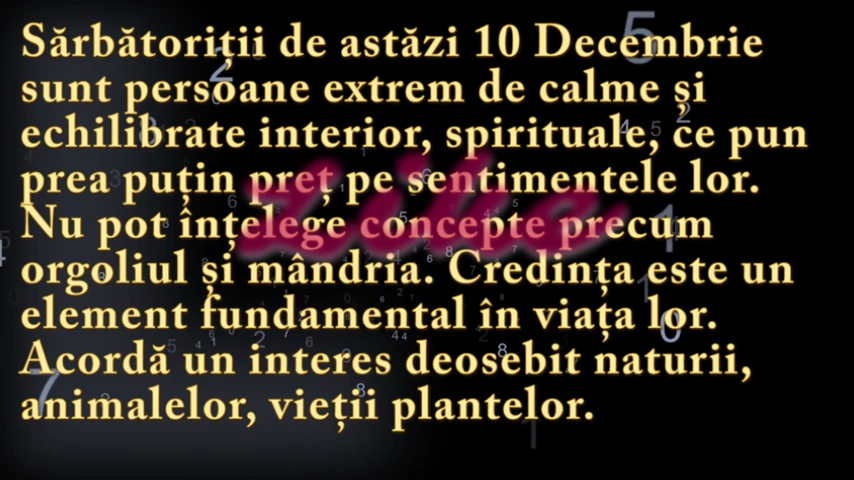 Sărbătoriții de astăzi 10 Decembrie
sunt persoane extrem de calme și
echilibrate interior, spirituale, ce pun
prea puțin preț pe sentimentele lor.
Nu pot înțelege concepte precum
orgoliul și mândria. Credința este un
element fundamental în viața lor.
Acordă un interes deosebit naturii,
animalelor, vieții plantelor.